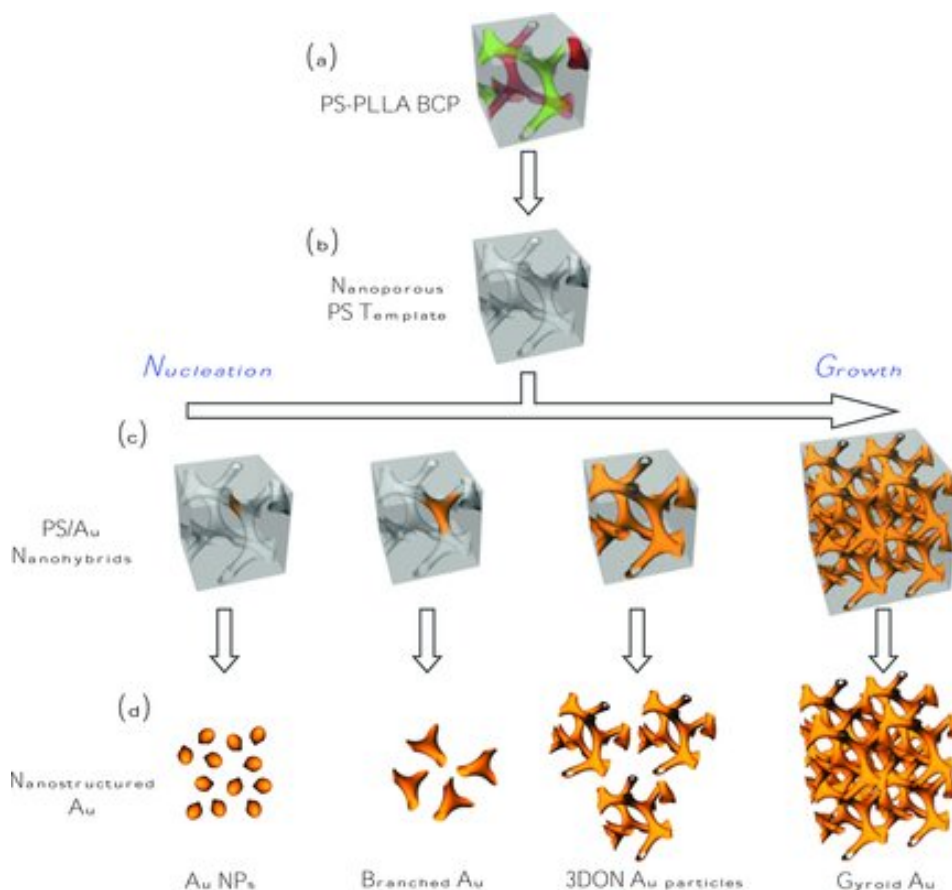 (a)
PS-PLLA BCP
(b)
Nanoporous
PS Template
Nucleation
Growth
(c)
PS/Au
Nanohybrids
(d)
Nanostructured
Au
Au NPs
Branched Au
3DON Au particles
Gyroid Au